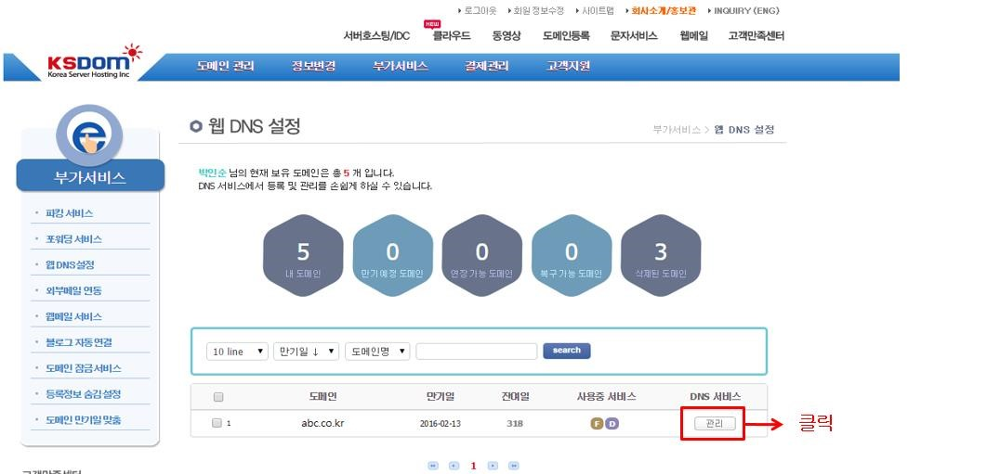 로그아웃 회원정보수정 사이트맵 회사소개/홍보관 INQUIRY (ENG)
NEW
서버호스팅/IDC 클라우드 동영상 도메인등록 문자서비스 웹메일 고객만족센터
KSDOM
Korea Server Hosting Inc
도메인 관리 정보변경 부가서비스 결제관리 고객지원
부가서비스
파킹 서비스
포워딩 서비스
웹 DNS설정
외부메일 연동
웹메일 서비스
블로그 자동연결
도메인 잠금서비스
등록정보 숨김설정
도메인 만기일 맞춤
고객만족센터
웹 DNS 설정
부가서비스 > 웹 DNS 설정
박인순 님의 현재 보유 도메인은 총 5 개 입니다.
DNS 서비스에서 등록 및 관리를 손쉽게 하실 수 있습니다.
5 0 0 0 3
내 도메인 만기예정 도메인 연장가능 도메인 복구가능 도메인 삭제된 도메인
10 line 만기일 ↓ 도메인명 search
도메인 만기일 잔여일 사용중 서비스 DNS 서비스
1 abc.co.kr 2016-02-13 318 F D 관리
클릭
1